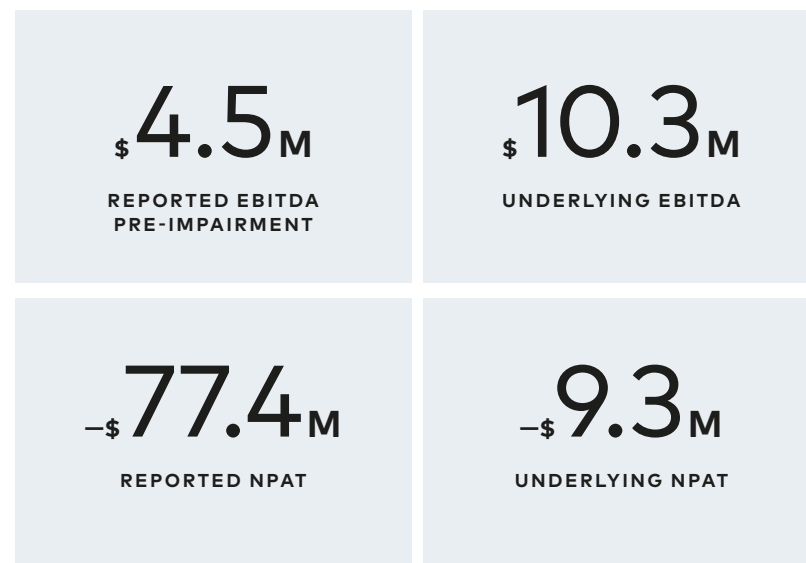 $4.5M
REPORTED EBITDA
PRE-IMPAIRMENT
$10.3M
UNDERLYING EBITDA
–$77.4M
REPORTED NPAT
–$9.3M
UNDERLYING NPAT